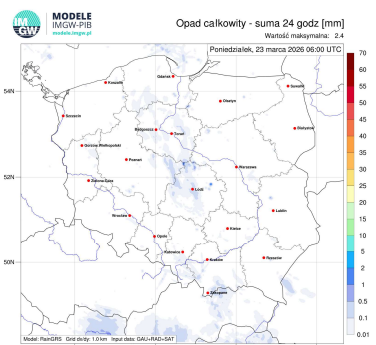 IM
GW
MODELE
IMGW-PIB
modele.imgw.pl
Opad całkowity - suma 24 godz [mm]
Wartość maksymalna: 2.4
Poniedziałek, 23 marca 2026 06:00 UTC
54N
52N
50N
Gdańsk
Koszalin
Suwałki
Olsztyn
Szczecin
Białystok
Bydgoszcz
Toruń
Gorzów Wielkopolski
Poznań
Warszawa
Zielona Góra
Łódź
Wrocław
Lublin
Kielce
Opole
Katowice
Kraków
Rzeszów
Zakopane
70
60
50
45
40
35
30
25
20
15
10
5
2
1
0.5
0.1
0.01
Model: RainGRS Grid dx/dy: 1.0 km Input data: GAU+RAD+SAT